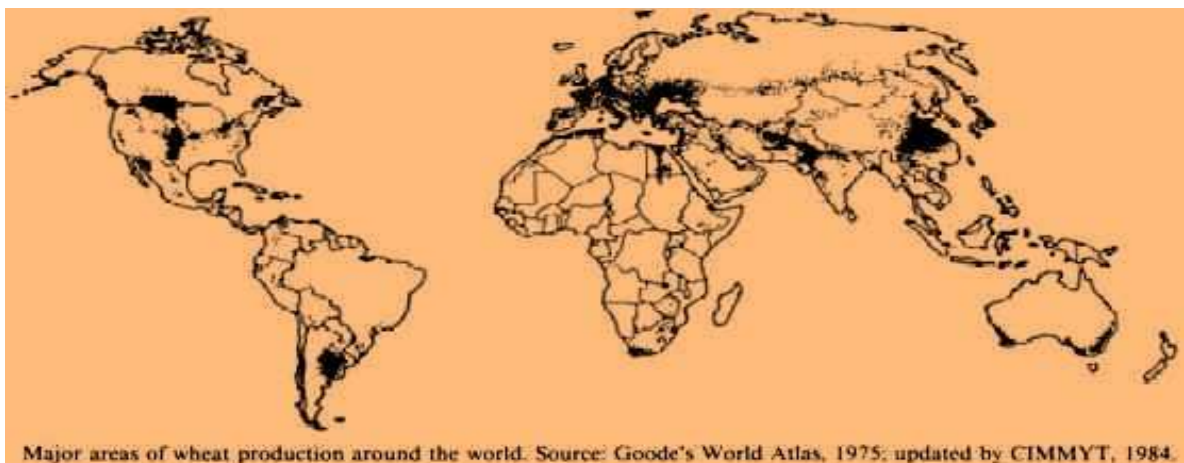 Major areas of wheat production around the world. Source: Goode's World Atlas, 1975; updated by CIMMYT, 1984.